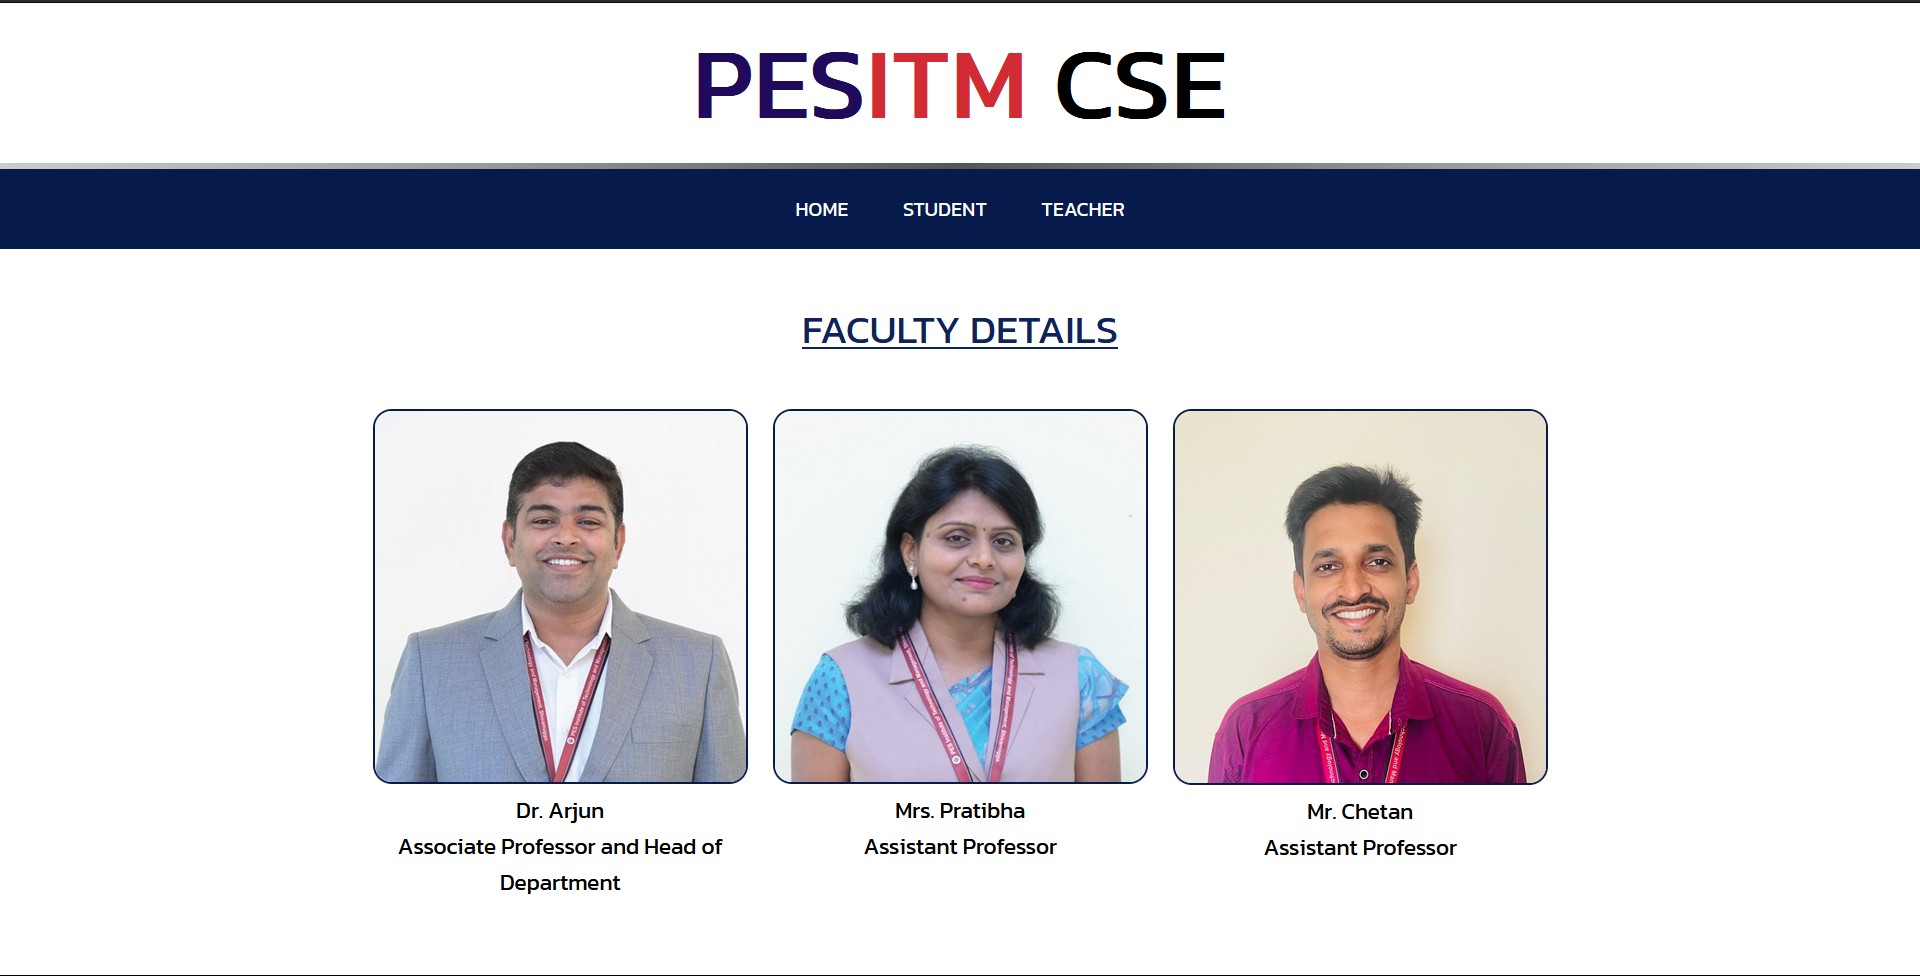 PESITM CSE
HOME STUDENT TEACHER
FACULTY DETAILS
Dr. Arjun
Associate Professor and Head of
Department
Mrs. Pratibha
Assistant Professor
Mr. Chetan
Assistant Professor